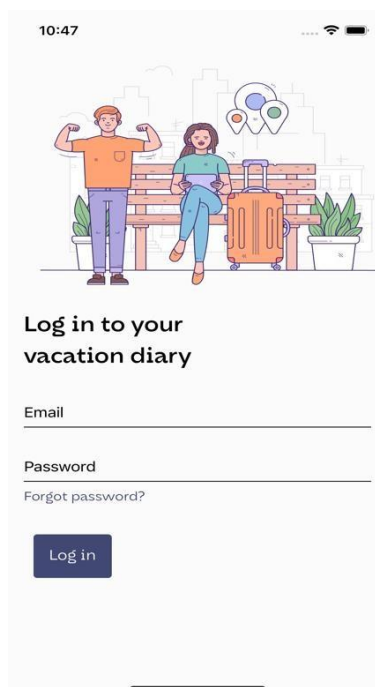 10:47
Log in to your
vacation diary
Email
Password
Forgot password?
Log in